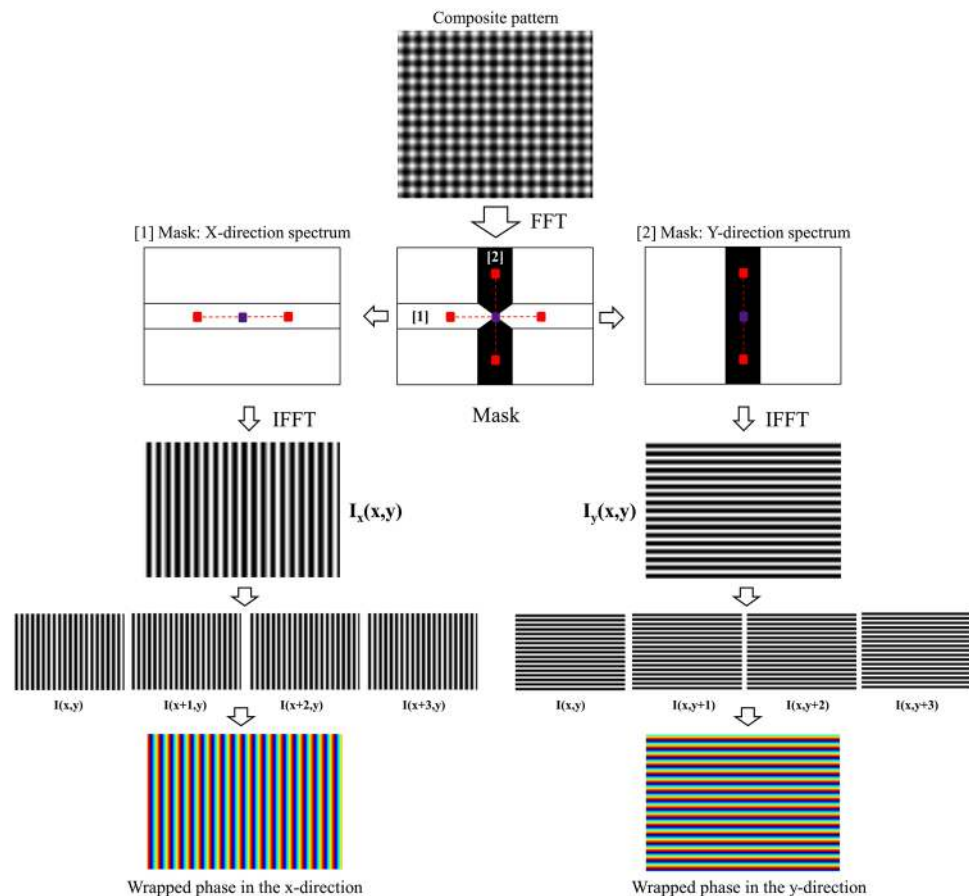 Composite pattern
FFT
[1] Mask: X-direction spectrum
[2] Mask: Y-direction spectrum
[2]
[1]
IFFT
Mask
IFFT
Ix(x,y)
Iy(x,y)
I(x,y)
I(x+1,y)
I(x+2,y)
I(x+3,y)
I(x,y)
I(x,y+1)
I(x,y+2)
I(x,y+3)
Wrapped phase in the x-direction
Wrapped phase in the y-direction